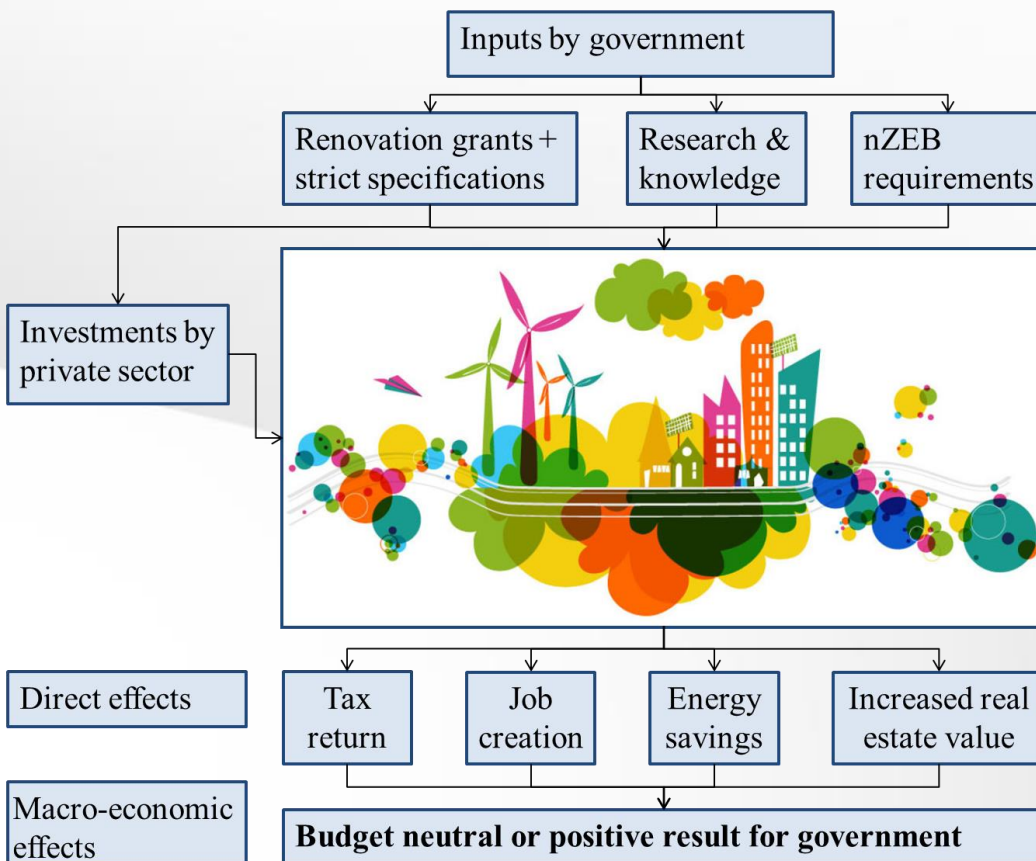 Inputs by government
Renovation grants +
strict specifications
Research &
knowledge
nZEB
requirements
Investments by
private sector
Direct effects
Tax
return
Job
creation
Energy
savings
Increased real
estate value
Macro-economic
effects
Budget neutral or positive result for government